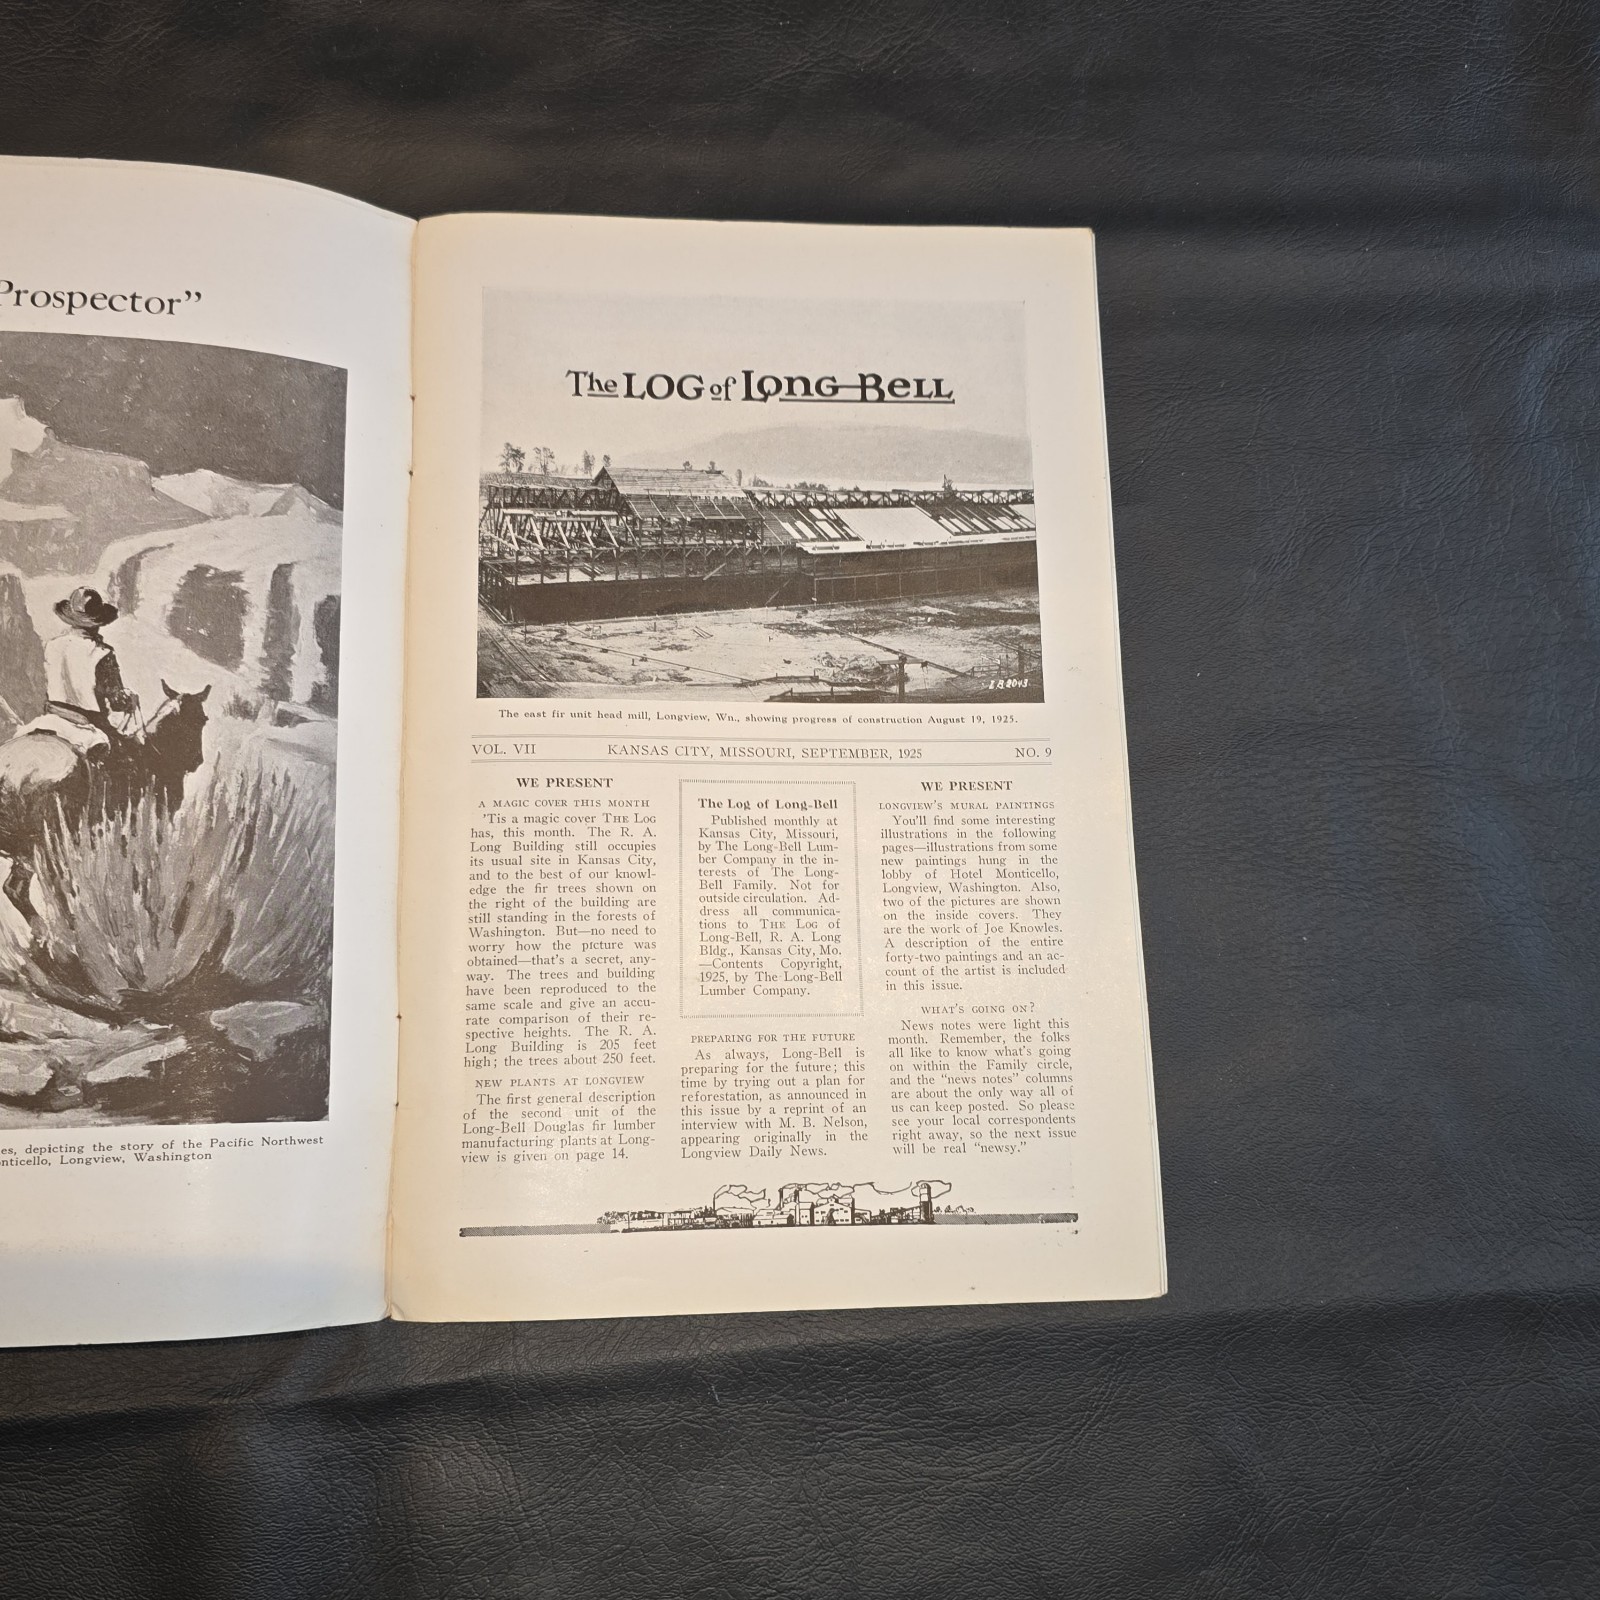 Prospector”
es, depicting the story of the Pacific Northwest
nticello, Longview, Washington
The LOG of Long-Bell
L B 2043
The east fir unit head mill, Longview, Wn., showing progress of construction August 19, 1925.
VOL. VII KANSAS CITY, MISSOURI, SEPTEMBER, 1925 NO. 9
WE PRESENT
A MAGIC COVER THIS MONTH
'Tis a magic cover THE LOG
has, this month. The R. A.
Long Building still occupies
its usual site in Kansas City,
and to the best of our knowl-
edge the fir trees shown on
the right of the building are
still standing in the forests of
Washington. But—no need to
worry how the picture was
obtained—that's a secret, any-
way. The trees and building
have been reproduced to the
same scale and give an accu-
rate comparison of their re-
spective heights. The R. A.
Long Building is 205 feet
high; the trees about 250 feet.
NEW PLANTS AT LONGVIEW
The first general description
of the second unit of the
Long-Bell Douglas fir lumber
manufacturing plants at Long-
view is given on page 14.
The Log of Long-Bell
Published monthly at
Kansas City, Missouri,
by The Long-Bell Lum-
ber Company in the in-
terests of The Long-
Bell Family. Not for
outside circulation. Ad-
dress all communica-
tions to THE LOG of
Long-Bell, R. A. Long
Bldg., Kansas City, Mo.
—Contents Copyright,
1925, by The Long-Bell
Lumber Company.
PREPARING FOR THE FUTURE
As always, Long-Bell is
preparing for the future; this
time by trying out a plan for
reforestation, as announced in
this issue by a reprint of an
interview with M. B. Nelson,
appearing originally in the
Longview Daily News.
WE PRESENT
LONGVIEW'S MURAL PAINTINGS
You'll find some interesting
illustrations in the following
pages—illustrations from some
new paintings hung in the
lobby of Hotel Monticello,
Longview, Washington. Also,
two of the pictures are shown
on the inside covers. They
are the work of Joe Knowles.
A description of the entire
forty-two paintings and an ac-
count of the artist is included
in this issue.
WHAT'S GOING ON?
News notes were light this
month. Remember, the folks
all like to know what's going
on within the Family circle,
and the "news notes" columns
are about the only way all of
us can keep posted. So please
see your local correspondents
right away, so the next issue
will be real "newsy."